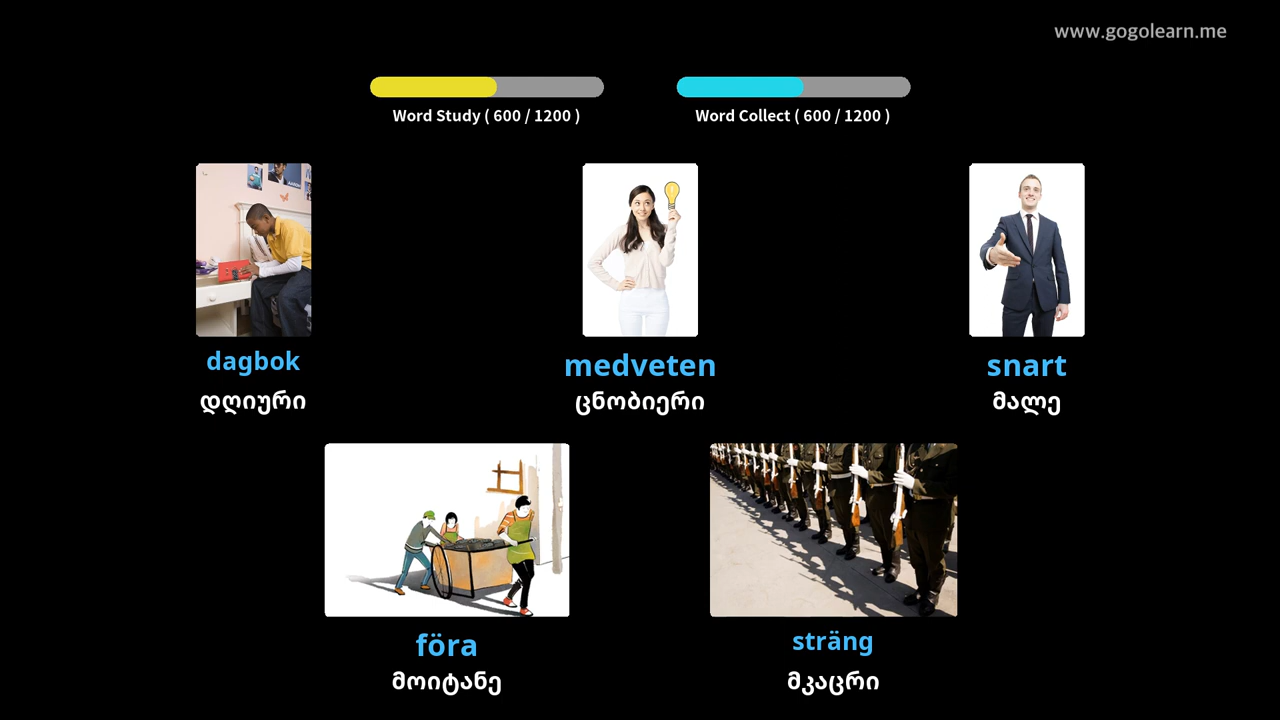 www.gogolearn.me
Word Study ( 600 / 1200 )
Word Collect ( 600 / 1200 )
dagbok
დღიური
medveten
ცნობიერი
snart
მალე
föra
მოიტანე
sträng
მკაცრი